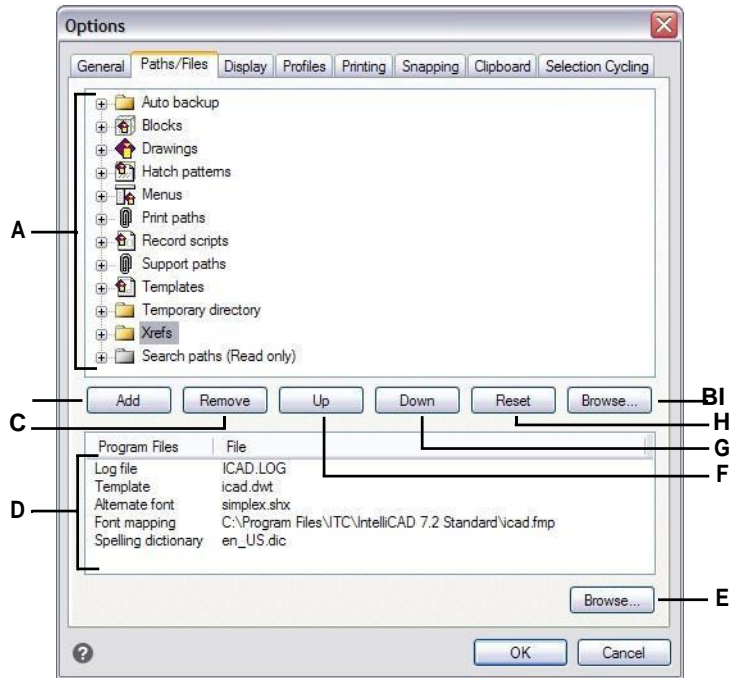 Options
General Paths/Files Display Profiles Printing Snapping Clipboard Selection Cycling
Auto backup
Blocks
Drawings
Hatch patterns
Menus
Print paths
A
Record scripts
Support paths
Templates
Temporary directory
Xrefs
Search paths (Read only)
Add Remove Up Down Reset Browse... BI
C H
Program Files File G
Log file ICAD.LOG F
Template icad.dwt
Alternate font simplex.shx
D
Font mapping C:\Program Files\ITC\IntelliCAD 7.2 Standard\icad.fmp
Spelling dictionary en_US.dic
Browse... E
? OK Cancel